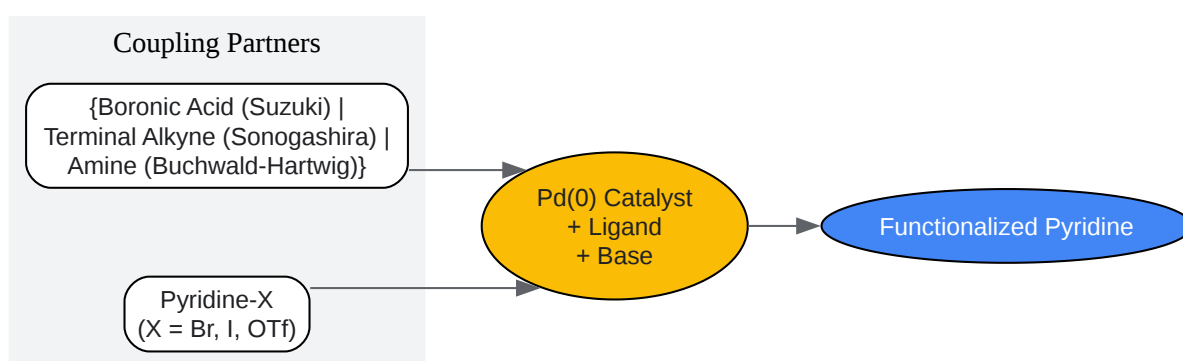 Coupling Partners
{Boronic Acid (Suzuki) |
Terminal Alkyne (Sonogashira) |
Amine (Buchwald-Hartwig)}
Pd(0) Catalyst
+ Ligand
+ Base
Functionalized Pyridine
Pyridine-X
(X = Br, I, OTf)